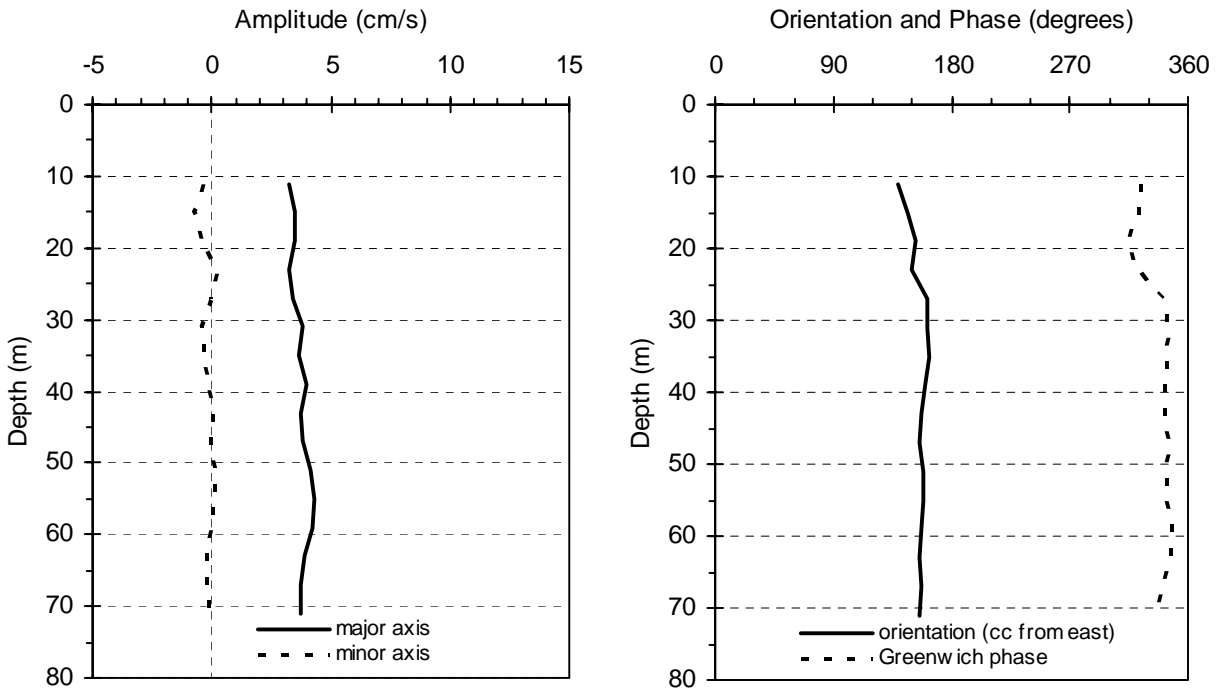 Amplitude (cm/s)
-5 0 5 10 15
0
10
20
30
40
50
60
70
80
Depth (m)
major axis
minor axis
Orientation and Phase (degrees)
0 90 180 270 360
0
10
20
30
40
50
60
70
80
Depth (m)
orientation (cc from east)
Greenwich phase